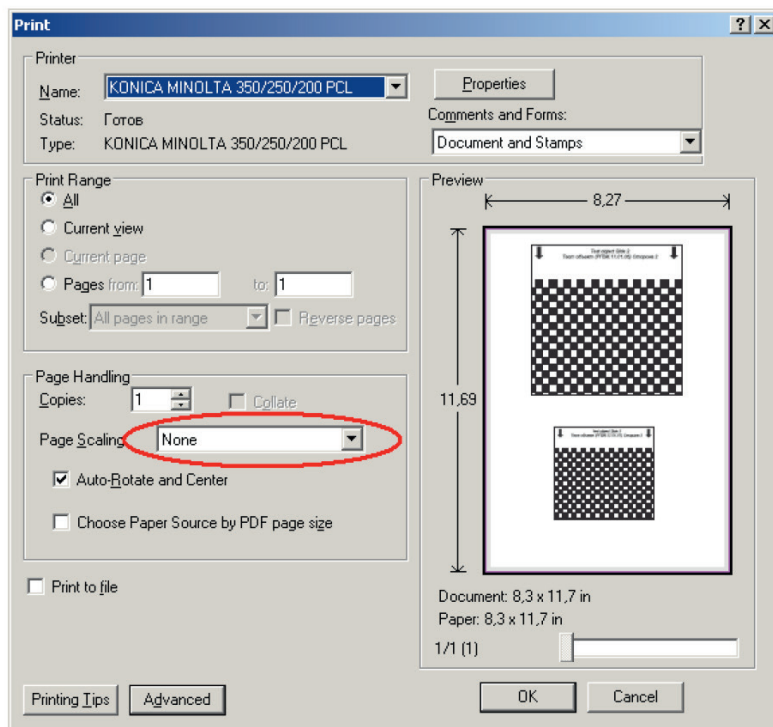 Print
Printer
Name: KONICA MINOLTA 350/250/200 PCL
Properties
Status: Готов
Type: KONICA MINOLTA 350/250/200 PCL
Comments and Forms:
Document and Stamps
Print Range
All
Current view
Current page
Pages from: 1 to: 1
Subset: All pages in range Reverse pages
Page Handling
Copies: 1 Collate
Page Scaling: None
Auto-Rotate and Center
Choose Paper Source by PDF page size
Print to file
Preview
8,27
11,69
Document: 8,3 x 11,7 in
Paper: 8,3 x 11,7 in
1/1 (1)
Printing Tips
Advanced
OK
Cancel